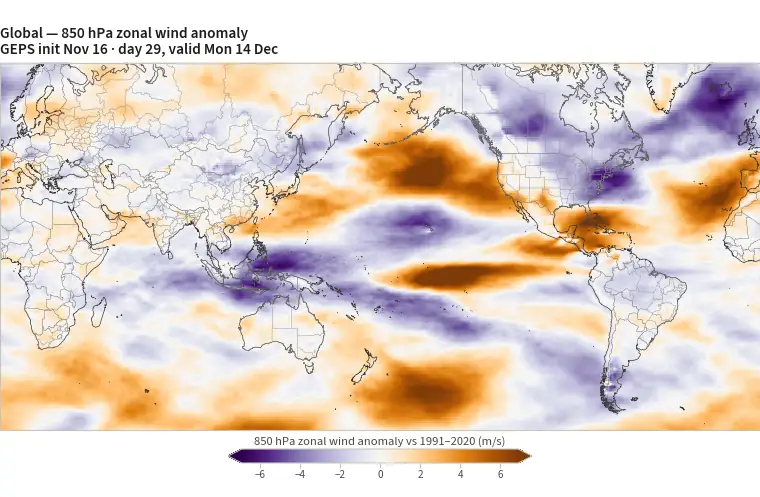 Global — 850 hPa zonal wind anomaly
GEPS init Nov 16 · day 29, valid Mon 14 Dec
850 hPa zonal wind anomaly vs 1991−2020 (m/s)
−6 −4 −2 0 2 4 6